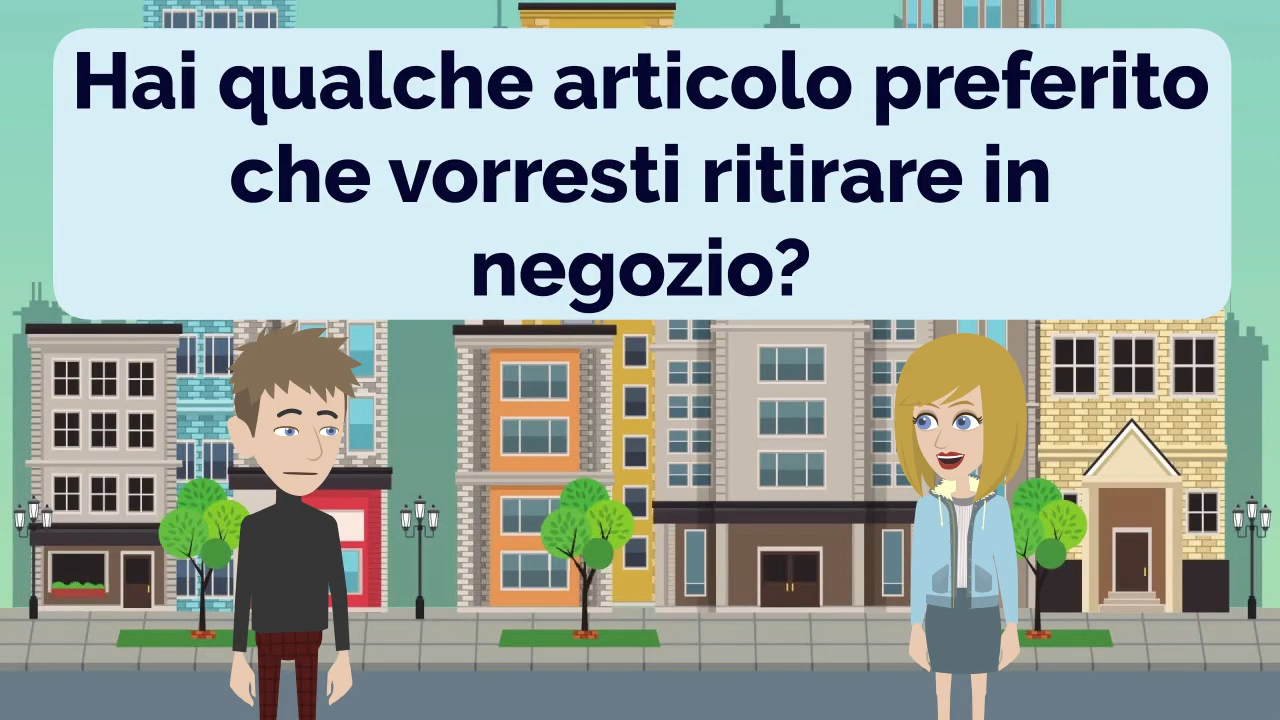 Hai qualche articolo preferito
che vorresti ritirare in
negozio?